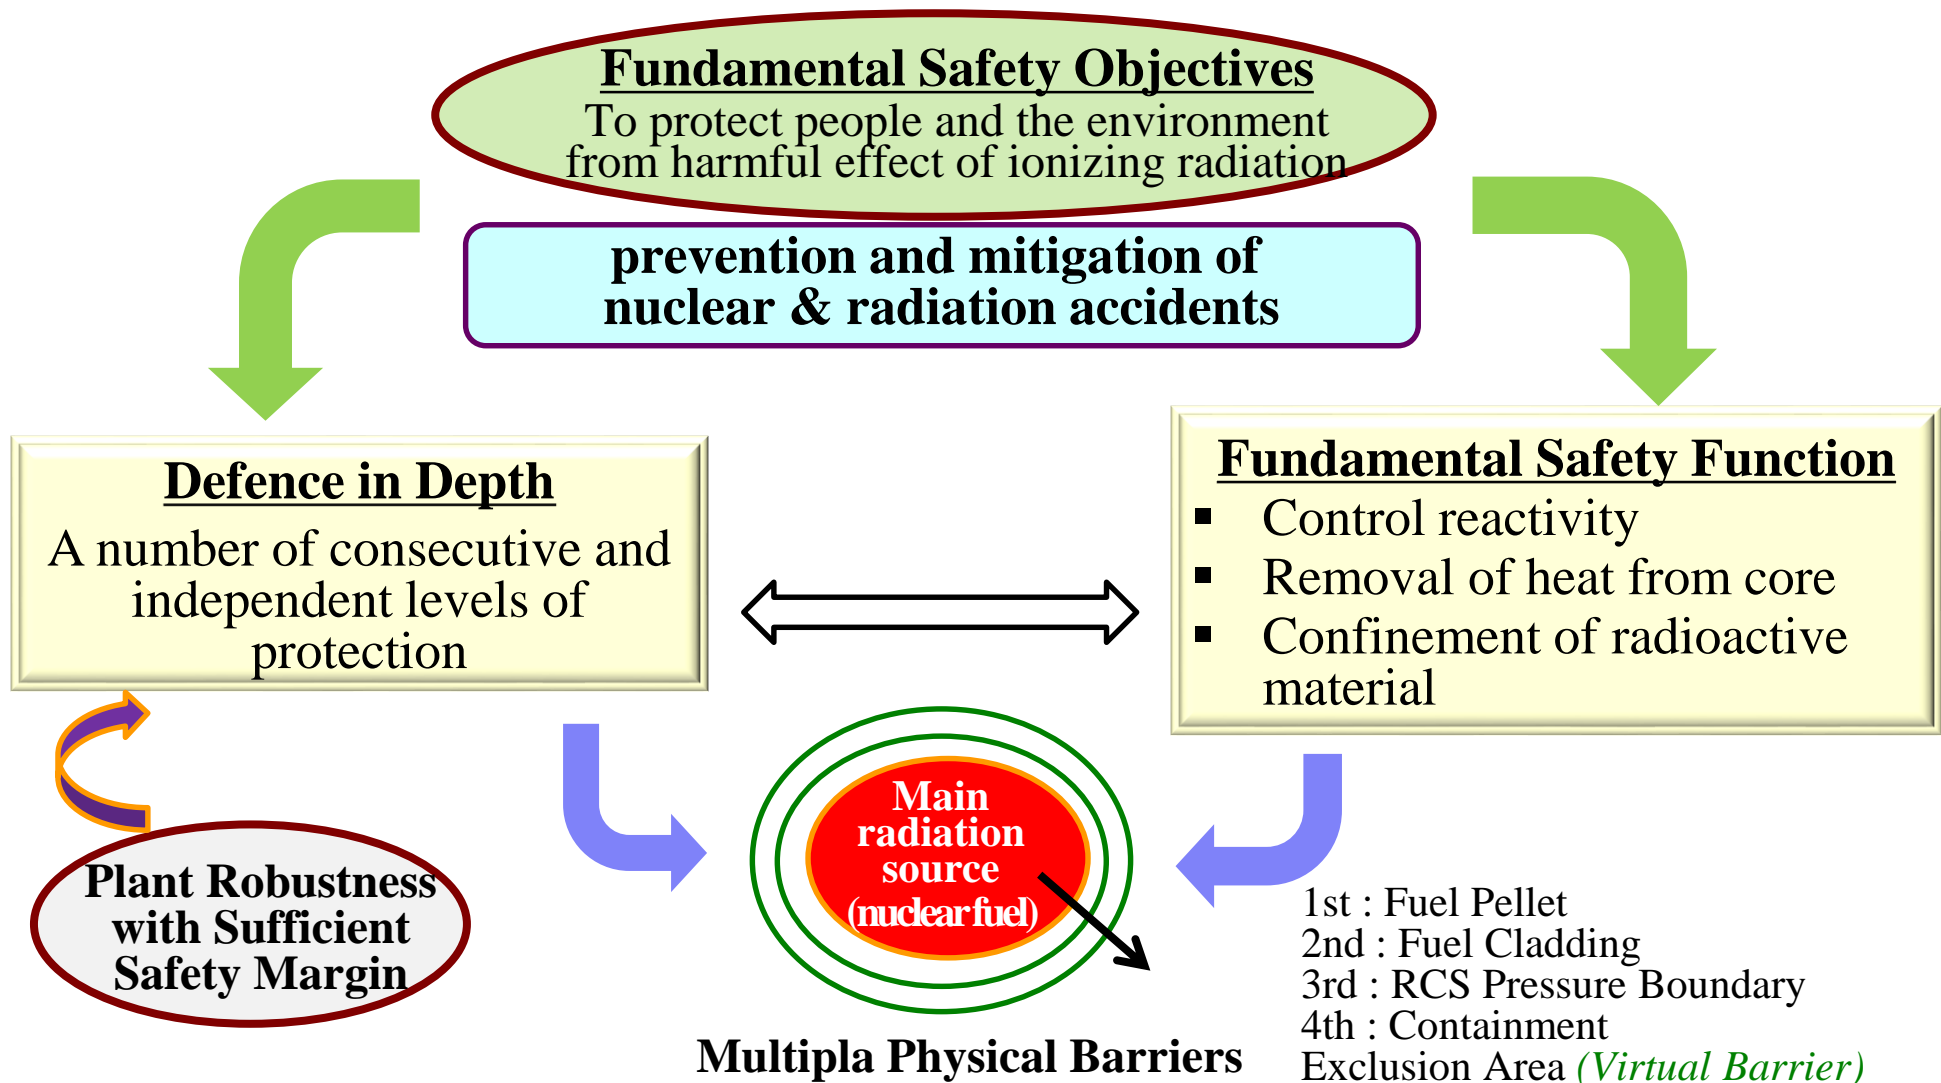 Fundamental Safety Objectives
To protect people and the environment
from harmful effect of ionizing radiation
prevention and mitigation of
nuclear & radiation accidents
Defence in Depth
A number of consecutive and
independent levels of
protection
Fundamental Safety Function
▪ Control reactivity
▪ Removal of heat from core
▪ Confinement of radioactive
material
Plant Robustness
with Sufficient
Safety Margin
Main
radiation
source
(nuclear fuel)
Multipla Physical Barriers
1st : Fuel Pellet
2nd : Fuel Cladding
3rd : RCS Pressure Boundary
4th : Containment
Exclusion Area (Virtual Barrier)